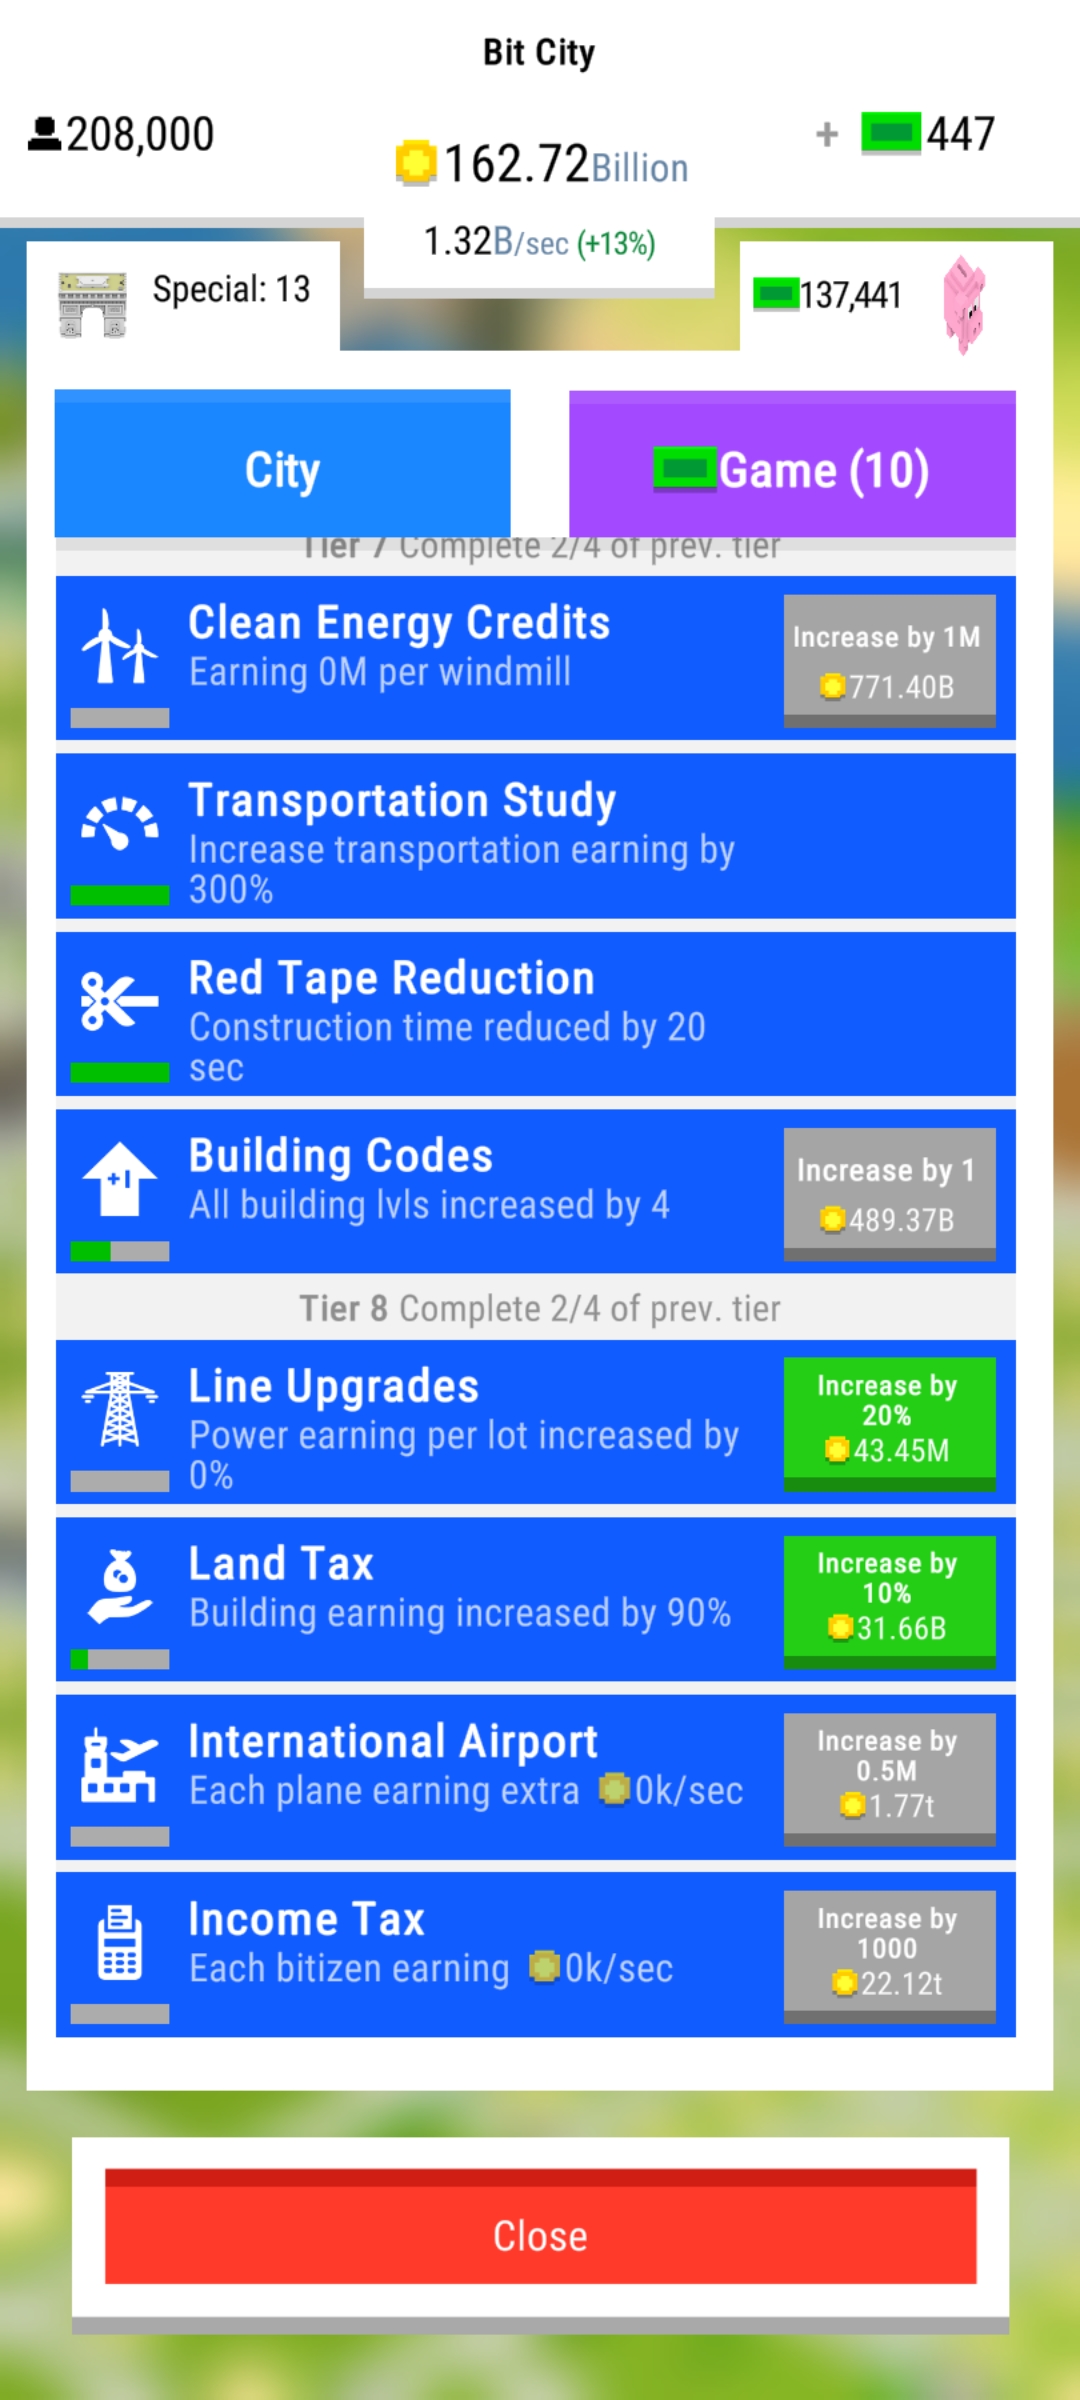 Bit City
208,000
162.72Billion
+ 447
1.32B/sec (+13%)
Special: 13
137,441
City
Game (10)
Tier 7 Complete 2/4 of prev. tier
Clean Energy Credits
Earning 0M per windmill
Increase by 1M
771.40B
Transportation Study
Increase transportation earning by
300%
Red Tape Reduction
Construction time reduced by 20
sec
+1
Building Codes
All building lvls increased by 4
Increase by 1
489.37B
Tier 8 Complete 2/4 of prev. tier
Line Upgrades
Power earning per lot increased by
0%
Increase by
20%
43.45M
Land Tax
Building earning increased by 90%
Increase by
10%
31.66B
International Airport
Each plane earning extra 0k/sec
Increase by
0.5M
1.77t
Income Tax
Each bitizen earning 0k/sec
Increase by
1000
22.12t
Close